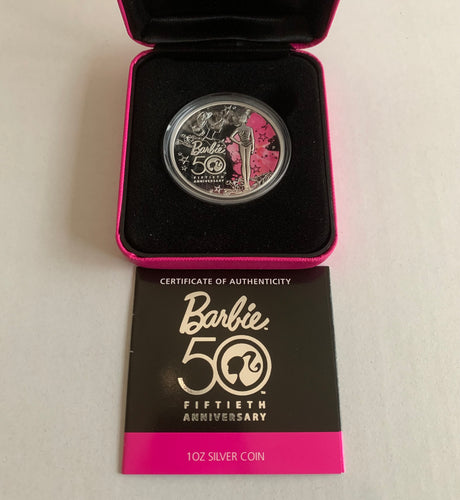 Barbie
50
FIFTIETH
ANNIVERSARY
CERTIFICATE OF AUTHENTICITY
Barbie
50
FIFTIETH
ANNIVERSARY
1OZ SILVER COIN